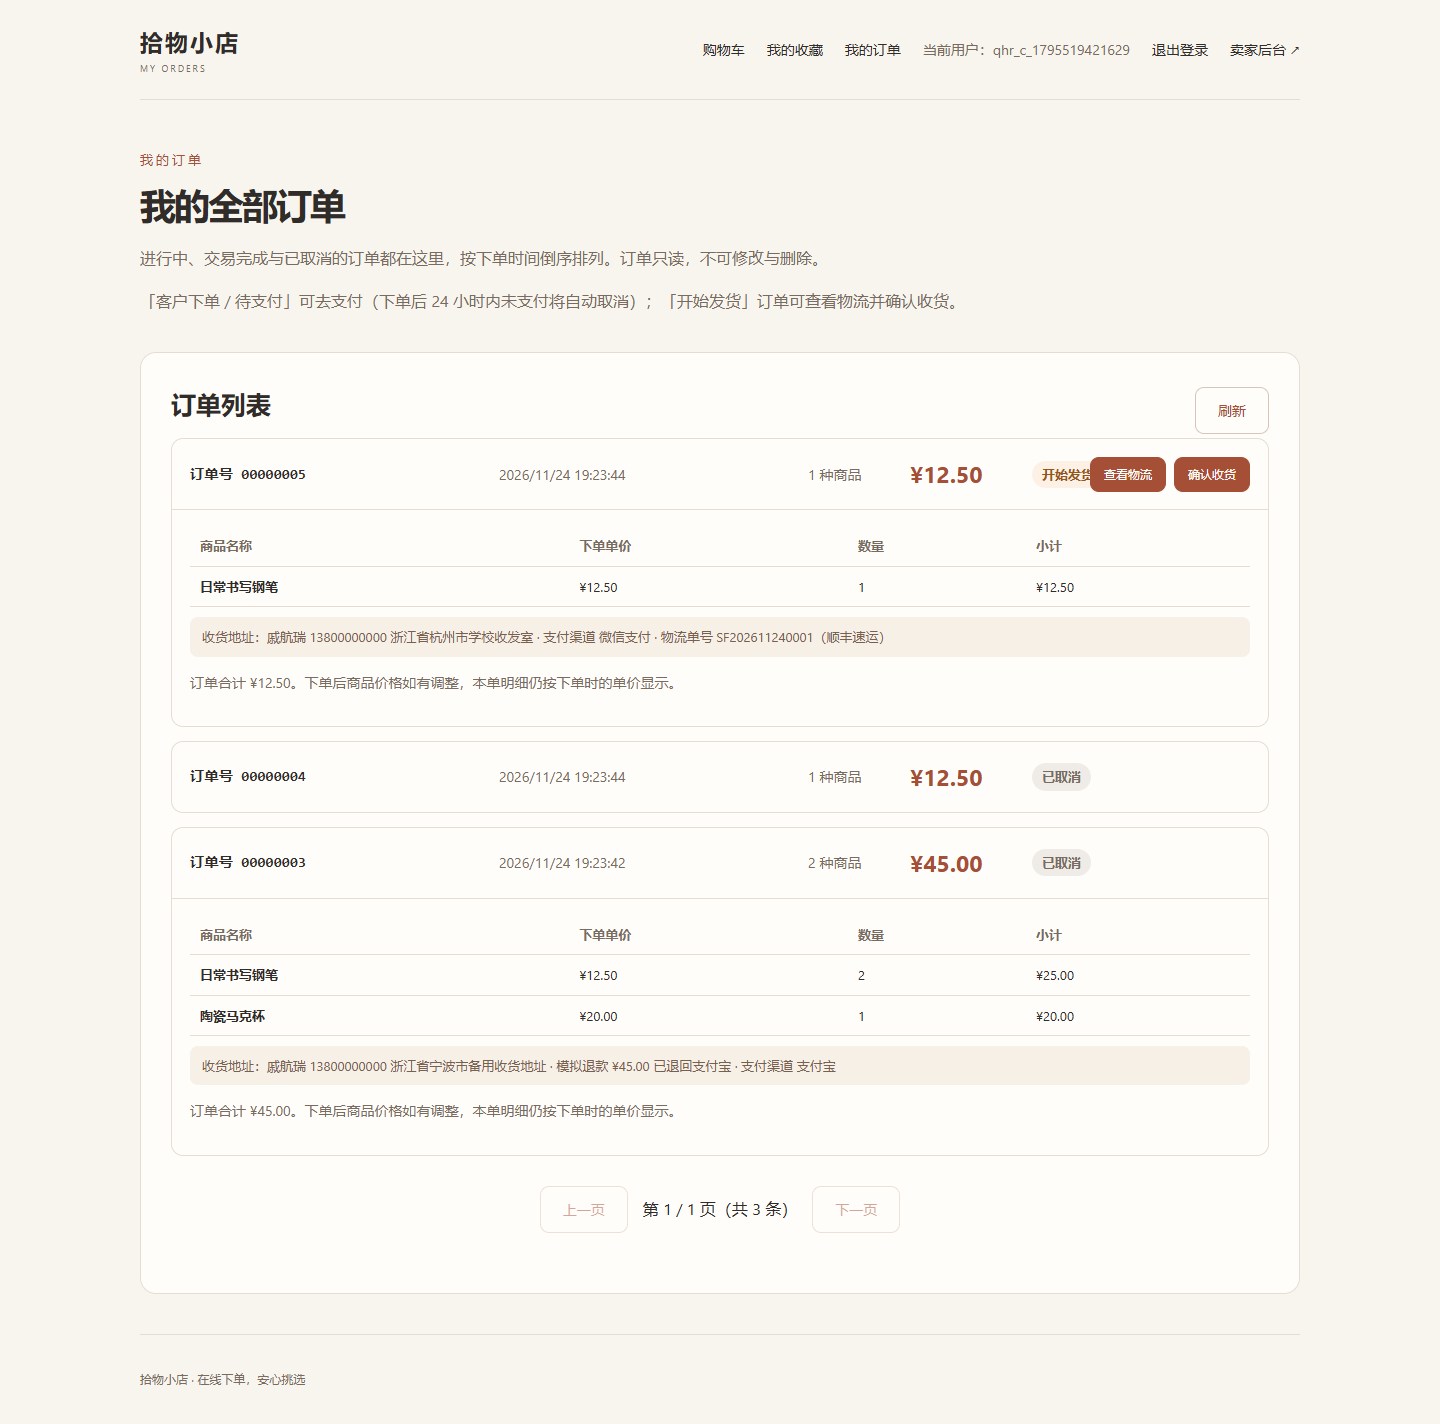 拾物小店
MY ORDERS
购物车 我的收藏 我的订单 当前用户：qhr_c_1795519421629 退出登录 卖家后台 ↗
我的订单
我的全部订单
进行中、交易完成与已取消的订单都在这里，按下单时间倒序排列。订单只读，不可修改与删除。
「客户下单 / 待支付」可去支付（下单后 24 小时内未支付将自动取消）；「开始发货」订单可查看物流并确认收货。
订单列表 刷新
订单号 00000005 2026/11/24 19:23:44 1 种商品 ¥12.50 开始发货 查看物流 确认收货
商品名称 下单单价 数量 小计
日常书写钢笔 ¥12.50 1 ¥12.50
收货地址：戚航瑞 13800000000 浙江省杭州市学校收发室 · 支付渠道 微信支付 · 物流单号 SF202611240001（顺丰速运）
订单合计 ¥12.50。下单后商品价格如有调整，本单明细仍按下单时的单价显示。
订单号 00000004 2026/11/24 19:23:44 1 种商品 ¥12.50 已取消
订单号 00000003 2026/11/24 19:23:42 2 种商品 ¥45.00 已取消
商品名称 下单单价 数量 小计
日常书写钢笔 ¥12.50 2 ¥25.00
陶瓷马克杯 ¥20.00 1 ¥20.00
收货地址：戚航瑞 13800000000 浙江省宁波市备用收货地址 · 模拟退款 ¥45.00 已退回支付宝 · 支付渠道 支付宝
订单合计 ¥45.00。下单后商品价格如有调整，本单明细仍按下单时的单价显示。
上一页 第 1 / 1 页（共 3 条） 下一页
拾物小店 · 在线下单，安心挑选